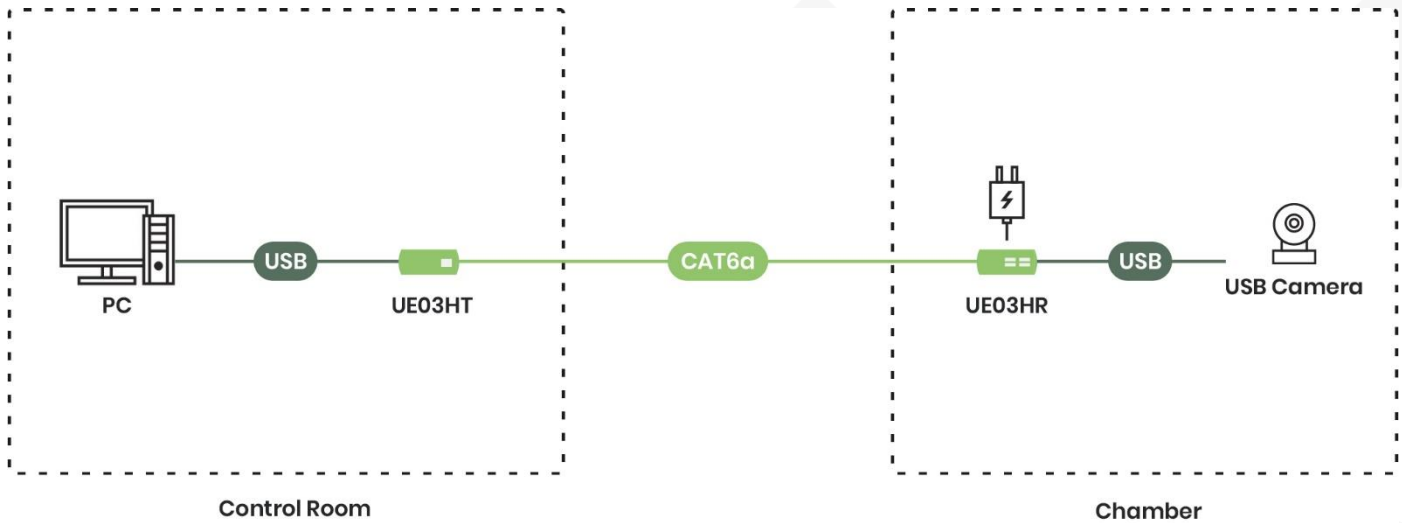 USB
CAT6a
USB
PC
UE03HT
UE03HR
USB Camera
Control Room
Chamber